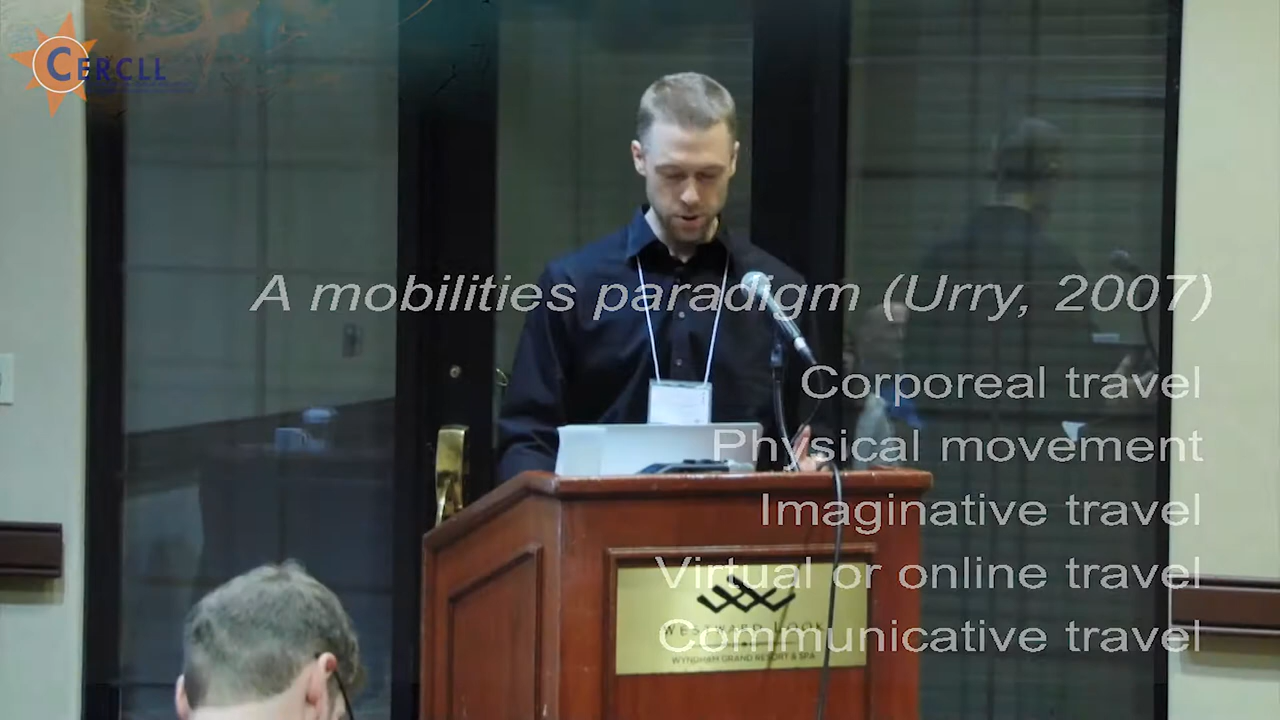 CERCLL
A mobilities paradigm (Urry, 2007)
Corporeal travel
Physical movement
Imaginative travel
Virtual or online travel
Communicative travel
WESTWARD LOOK
WYNDHAM GRAND RESORT & SPA